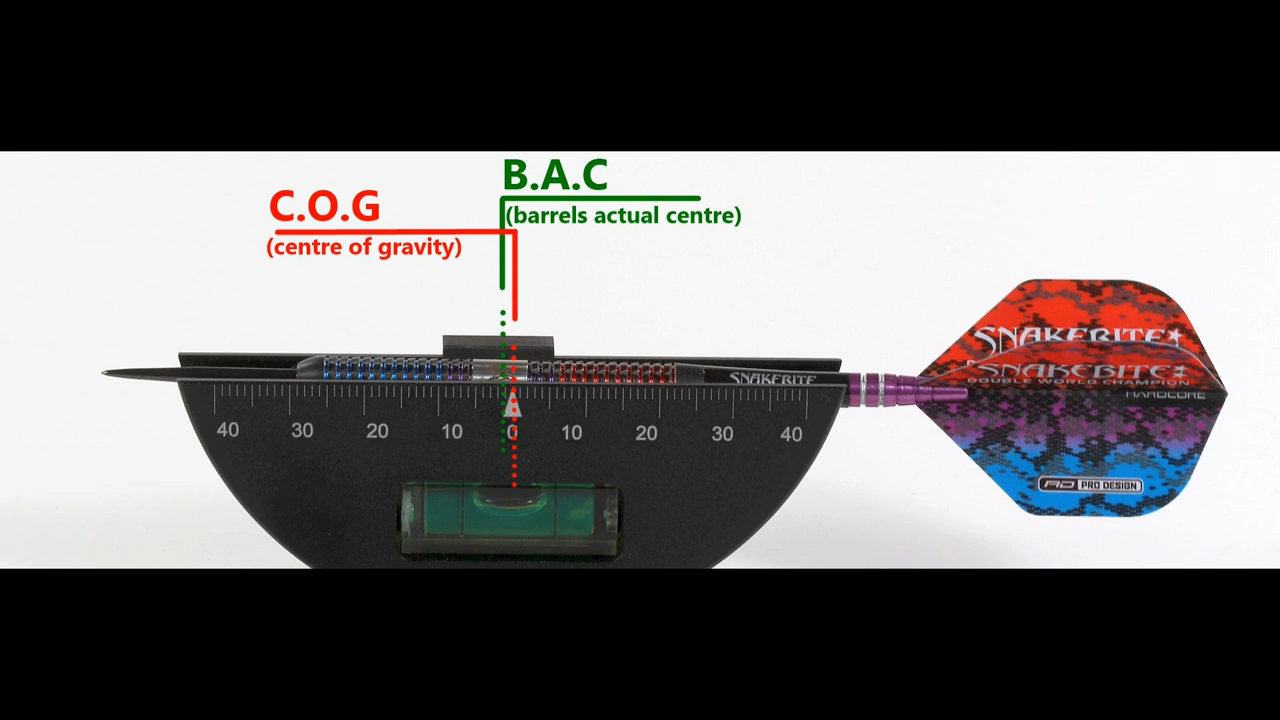 B.A.C
(barrels actual centre)
C.O.G
(centre of gravity)
SNAKEBITE
SNAKEBITE
SNAKEBITE
DOUBLE WORLD CHAMPION
HARDCORE
40 30 20 10 0 10 20 30 40
PRO DESIGN